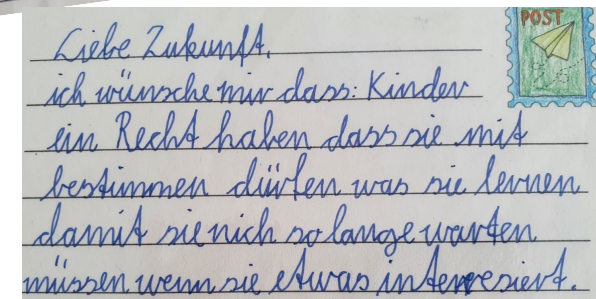 POST
Liebe Zukunft,
ich wünsche mir dass: Kinder
ein Recht haben dass sie mit
bestimmen dürfen was sie lernen
damit sie nich so lange warten
müssen wenn sie etwas interresiert.